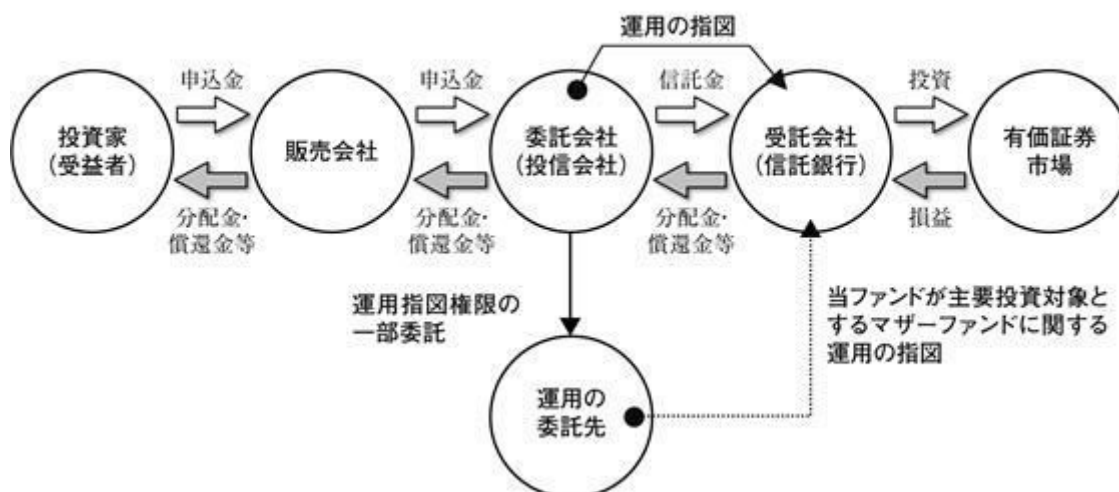 運用の指図
申込金
申込金
信託金
投資
投資家
（受益者）
販売会社
委託会社
（投信会社）
受託会社
（信託銀行）
有価証券
市場
分配金・
償還金等
分配金・
償還金等
分配金・
償還金等
損益
運用指図権限の
一部委託
当ファンドが主要投資対象と
するマザーファンドに関する
運用の指図
運用の
委託先